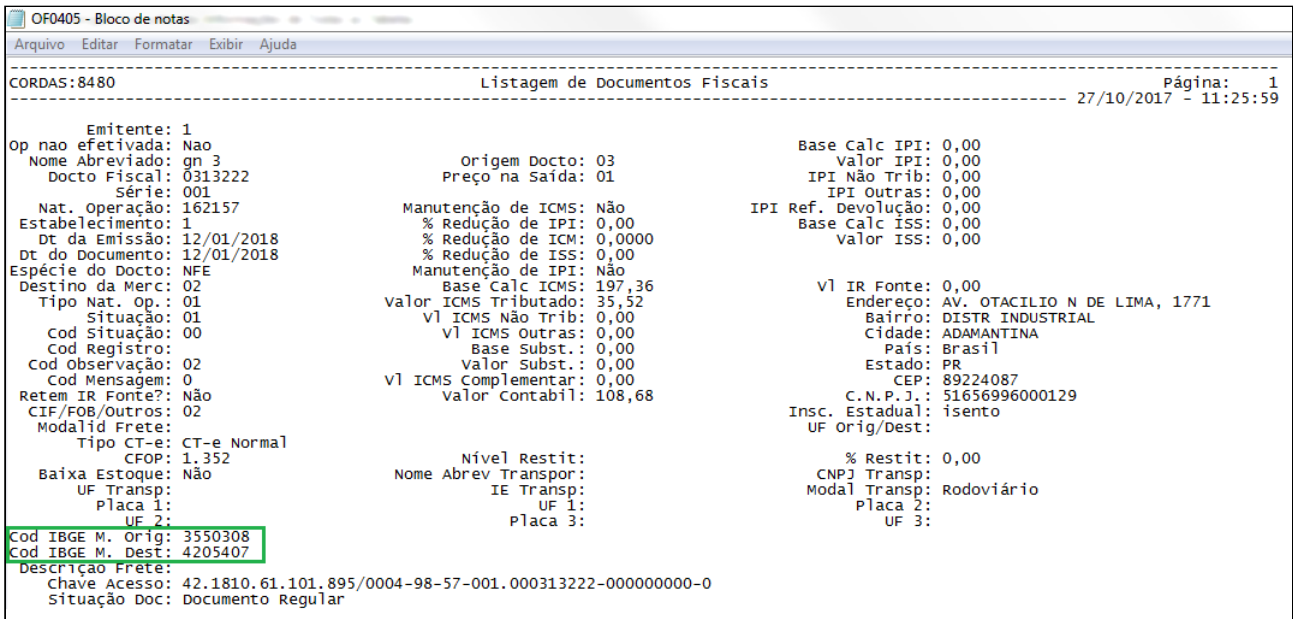 OF0405 - Bloco de notas
Arquivo Editar Formatar Exibir Ajuda
CORDAS:8480 Listagem de Documentos Fiscais Página: 1
27/10/2017 - 11:25:59
Emitente: 1
Op nao efetivada: Nao Base Calc IPI: 0,00
Nome Abreviado: gn 3 Origem Docto: 03 Valor IPI: 0,00
Docto Fiscal: 0313222 Preço na Saída: 01 IPI Não Trib: 0,00
Série: 001 IPI Outras: 0,00
Nat. Operação: 162157 Manutenção de ICMS: Não IPI Ref. Devolução: 0,00
Estabelecimento: 1 % Redução de IPI: 0,00 Base Calc ISS: 0,00
Dt da Emissão: 12/01/2018 % Redução de ICM: 0,0000 Valor ISS: 0,00
Dt do Documento: 12/01/2018 % Redução de ISS: 0,00
Espécie do Docto: NFE Manutenção de IPI: Não
Destino da Merc: 02 Base Calc ICMS: 197,36 Vl IR Fonte: 0,00
Tipo Nat. Op.: 01 Valor ICMS Tributado: 35,52 Endereço: AV. OTACILIO N DE LIMA, 1771
Situação: 01 Vl ICMS Não Trib: 0,00 Bairro: DISTR INDUSTRIAL
Cod Situação: 00 Vl ICMS Outras: 0,00 Cidade: ADAMANTINA
Cod Registro: Base Subst.: 0,00 País: Brasil
Cod Observação: 02 Valor Subst.: 0,00 Estado: PR
Cod Mensagem: 0 Vl ICMS Complementar: 0,00 CEP: 89224087
Retem IR Fonte?: Não Valor Contabil: 108,68 C.N.P.J.: 51656996000129
CIF/FOB/Outros: 02 Insc. Estadual: isento
Modalid Frete: UF Orig/Dest:
Tipo CT-e: CT-e Normal
CFOP: 1.352 Nível Restit: % Restit: 0,00
Baixa Estoque: Não Nome Abrev Transpor: CNPJ Transp:
UF Transp: IE Transp: Modal Transp: Rodoviário
Placa 1: UF 1: Placa 2:
UF 2: Placa 3: UF 3:
Cod IBGE M. Orig: 3550308
Cod IBGE M. Dest: 4205407
Descrição Frete:
Chave Acesso: 42.1810.61.101.895/0004-98-57-001.000313222-000000000-0
Situação Doc: Documento Regular